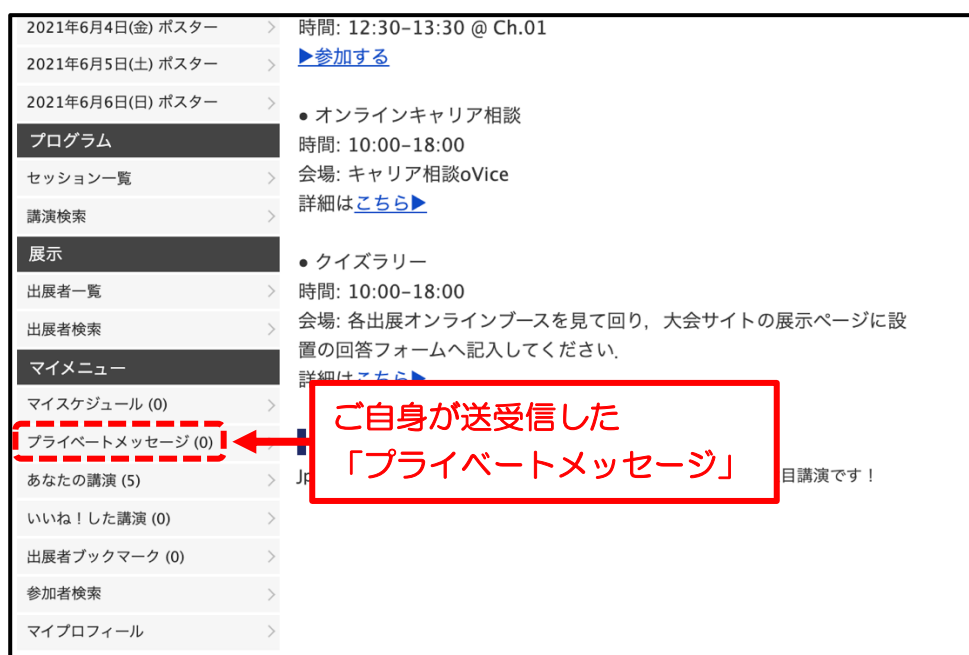 2021年6月4日(金) ポスター
2021年6月5日(土) ポスター
2021年6月6日(日) ポスター
プログラム
セッション一覧
講演検索
展示
出展者一覧
出展者検索
マイメニュー
マイスケジュール (0)
プライベートメッセージ (0)
あなたの講演 (5)
いいね！した講演 (0)
出展者ブックマーク (0)
参加者検索
マイプロフィール
時間: 12:30–13:30 @ Ch.01
▶参加する
● オンラインキャリア相談
時間: 10:00–18:00
会場: キャリア相談oVice
詳細はこちら▶
● クイズラリー
時間: 10:00–18:00
会場: 各出展オンラインブースを見て回り，大会サイトの展示ページに設
置の回答フォームへ記入してください.
詳細はこちら▶
ご自身が送受信した
「プライベートメッセージ」
目講演です！